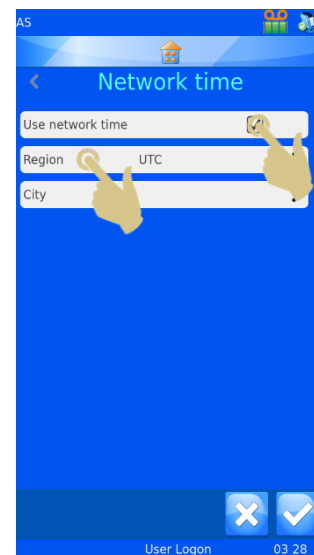 AS
Network time
Use network time
Region UTC
City
User Logon 03 28